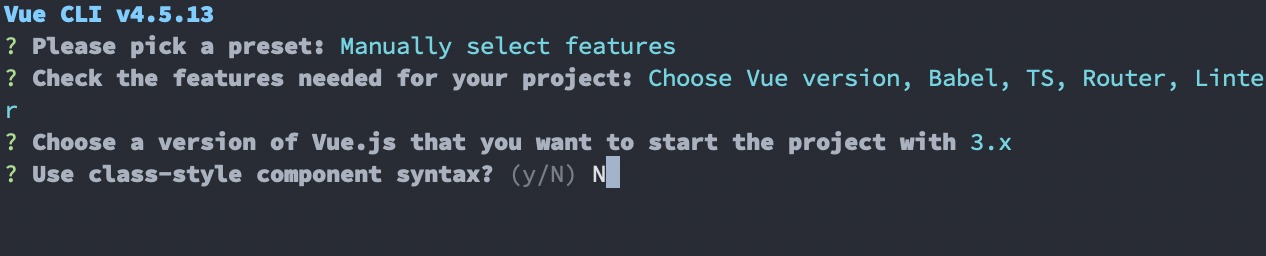 Vue CLI v4.5.13
? Please pick a preset: Manually select features
? Check the features needed for your project: Choose Vue version, Babel, TS, Router, Linte
r
? Choose a version of Vue.js that you want to start the project with 3.x
? Use class-style component syntax? (y/N) N